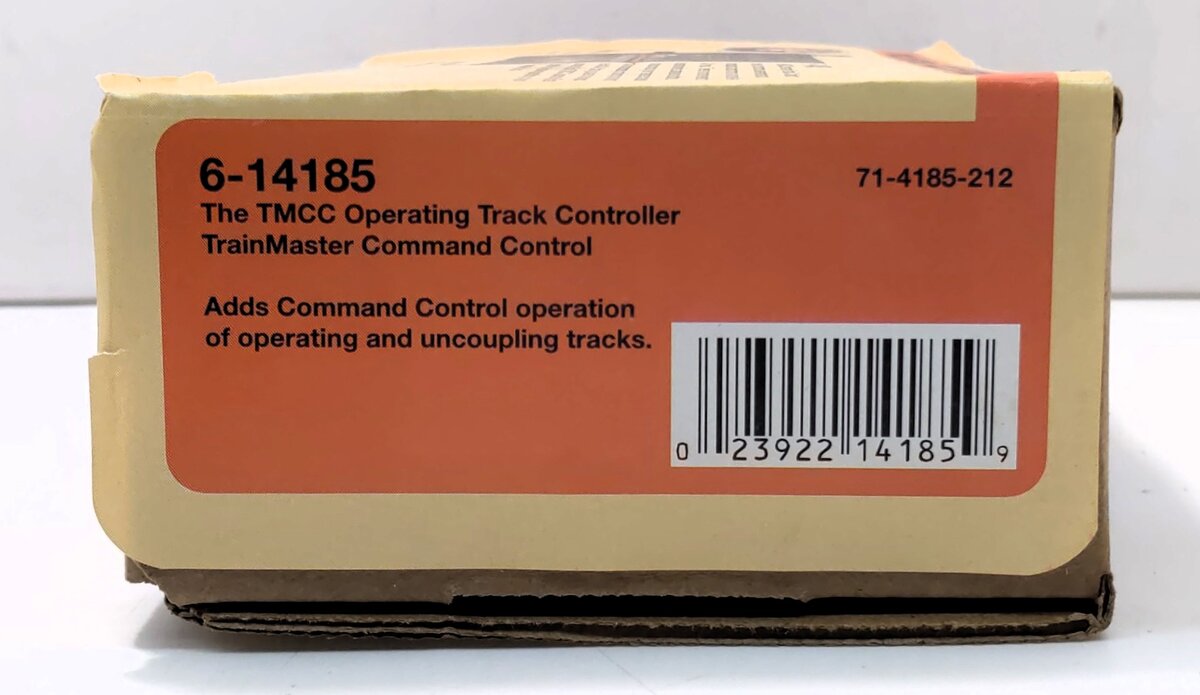 6-14185
71-4185-212
The TMCC Operating Track Controller
TrainMaster Command Control
Adds Command Control operation
of operating and uncoupling tracks.
0 23922 14185 9